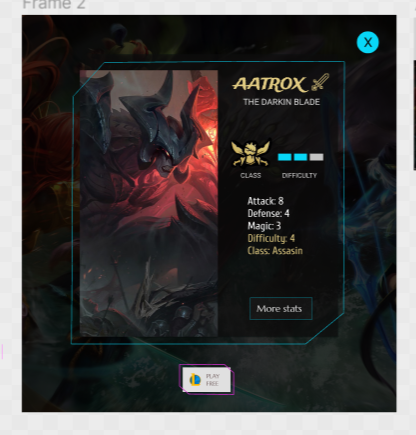 Frame 2
X
AATROX
THE DARKIN BLADE
CLASS
DIFFICULTY
Attack: 8
Defense: 4
Magic: 3
Difficulty: 4
Class: Assasin
More stats
PLAY
FREE